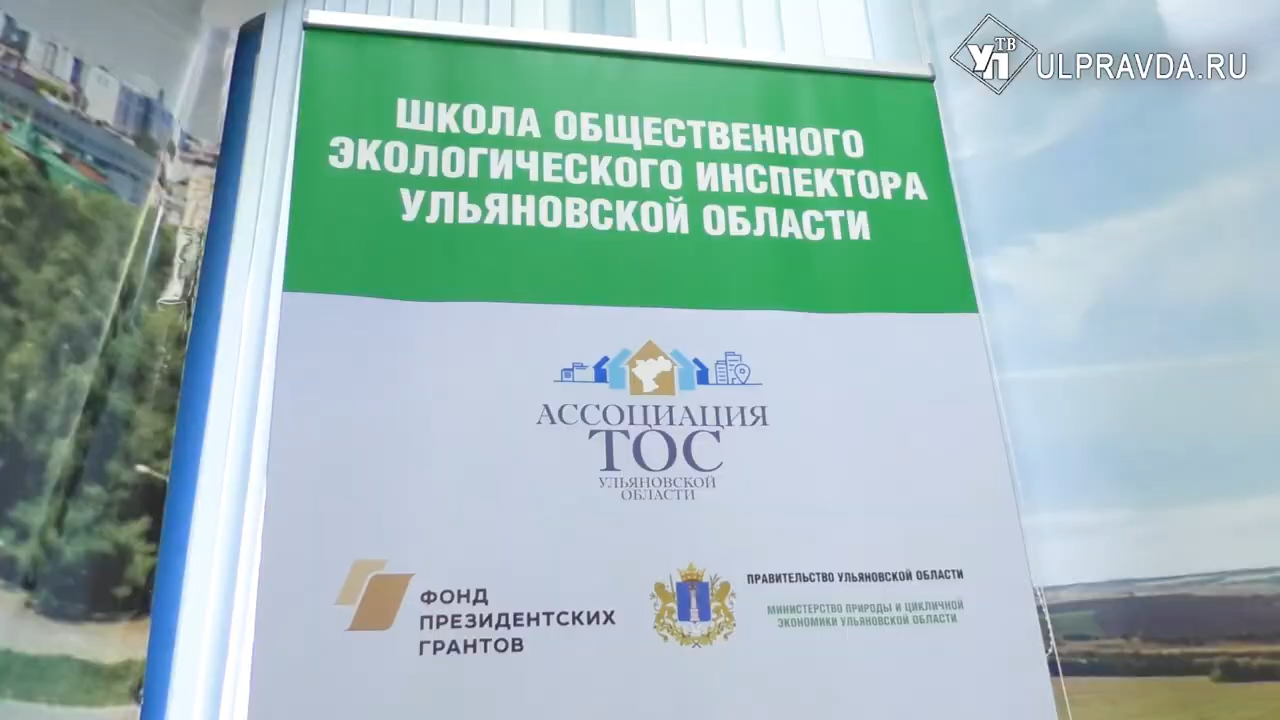 УП ТВ ULPRAVDA.RU
ШКОЛА ОБЩЕСТВЕННОГО
ЭКОЛОГИЧЕСКОГО ИНСПЕКТОРА
УЛЬЯНОВСКОЙ ОБЛАСТИ
АССОЦИАЦИЯ
ТОС
УЛЬЯНОВСКОЙ
ОБЛАСТИ
ФОНД
ПРЕЗИДЕНТСКИХ
ГРАНТОВ
ПРАВИТЕЛЬСТВО УЛЬЯНОВСКОЙ ОБЛАСТИ
МИНИСТЕРСТВО ПРИРОДЫ И ЦИКЛИЧНОЙ
ЭКОНОМИКИ УЛЬЯНОВСКОЙ ОБЛАСТИ